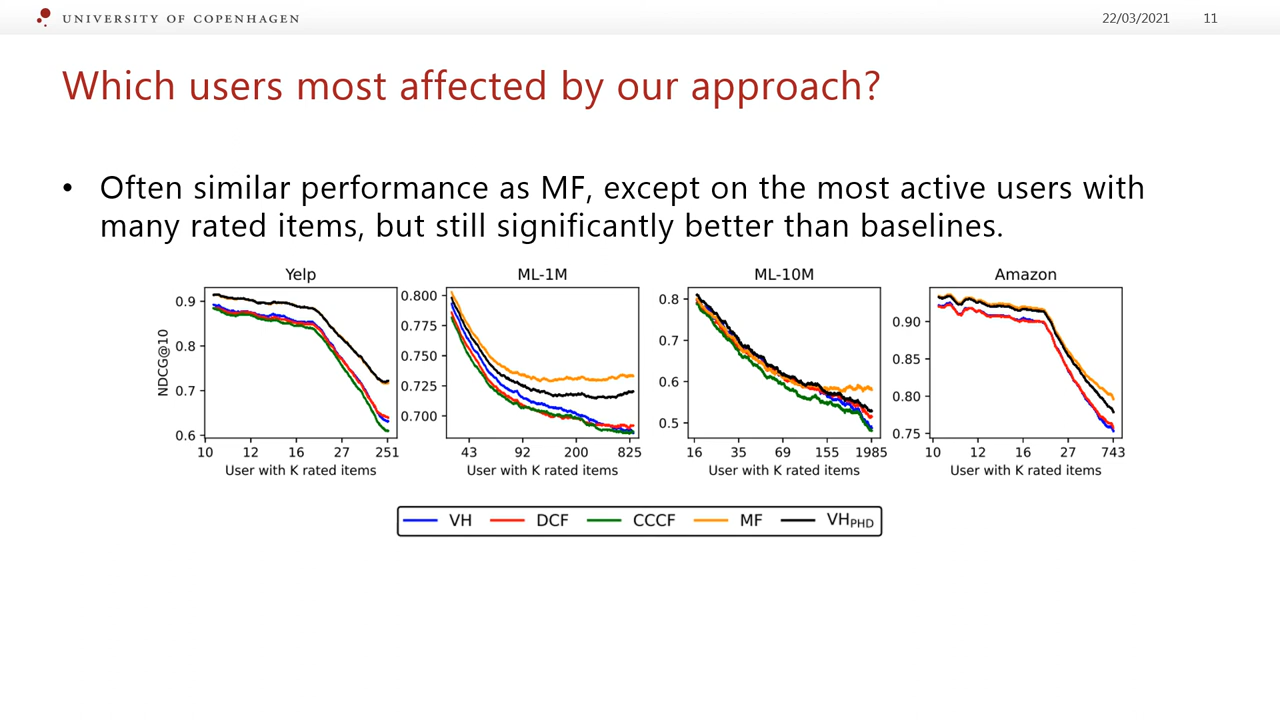 UNIVERSITY OF COPENHAGEN
22/03/2021 11
Which users most affected by our approach?
• Often similar performance as MF, except on the most active users with
many rated items, but still significantly better than baselines.
Yelp
NDCG@10
0.9
0.8
0.7
0.6
10 12 16 27 251
User with K rated items
ML-1M
0.800
0.775
0.750
0.725
0.700
43 92 200 825
User with K rated items
ML-10M
0.8
0.7
0.6
0.5
16 35 69 155 1985
User with K rated items
Amazon
0.90
0.85
0.80
0.75
10 12 16 27 743
User with K rated items
VH DCF CCCF MF VHPHD